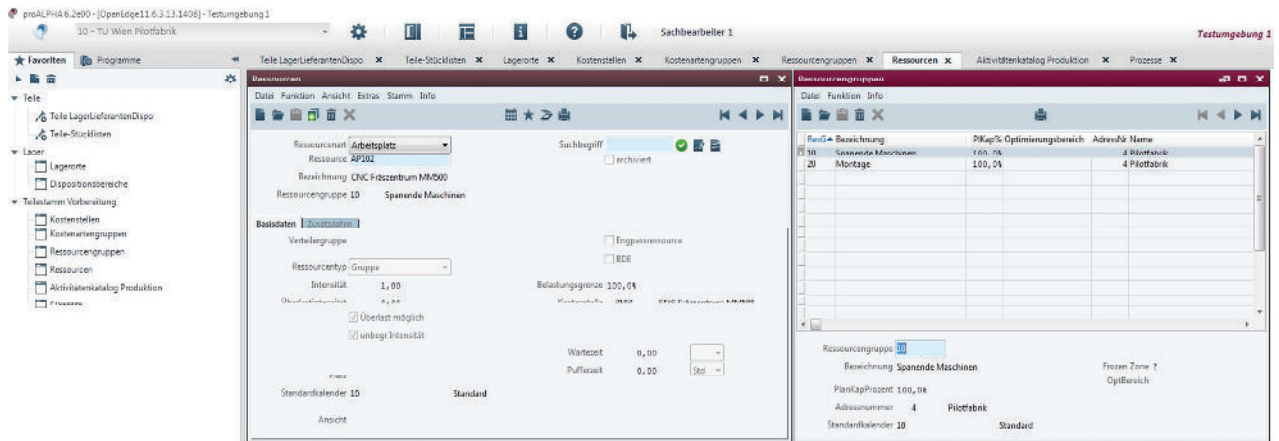 proALPHA 6.2e00 - [OpenEdge11.6.3.13.1408] - Testumgebung 1
10 - TU Wien Pilotfabrik
Sachbearbeiter 1
Testumgebung 1
Favoriten Programme
Teile LagerLieferantenDispo Teile-Stücklisten Lagerorte Kostenstellen Kostenartengruppen Ressourcengruppen Ressourcen Aktivitätenkatalog Produktion Prozesse
Teile
Teile LagerLieferantenDispo
Teile-Stücklisten
Lager
Lagerorte
Dispositionsbereiche
Teilestamm Vorbereitung
Kostenstellen
Kostenartengruppen
Ressourcengruppen
Ressourcen
Aktivitätenkatalog Produktion
Prozesse
Ressourcen
Datei Funktion Ansicht Extras Stamm Info
Ressourcenart Arbeitsplatz Suchbegriff
Ressource AP102 archiviert
Bezeichnung CNC Fräszentrum MM500
Ressourcengruppe 10 Spanende Maschinen
Basisdaten Zusatzdaten
Verteilergruppe Engpassressource
BDE
Ressourcentyp Gruppe
Intensität 1,00 Belastungsgrenze 100,0%
Kostenstelle CNC Fräszentrum MM500
Überlast möglich
unbegr.Intensität
Wartezeit 0,00
Pufferzeit 0,00 Std
Standardkalender 10 Standard
Ansicht
Ressourcengruppen
Datei Funktion Info
ResG Bezeichnung PlKap% Optimierungsbereich AdressNr Name
10 Spanende Maschinen 100,0% 4 Pilotfabrik
20 Montage 100,0% 4 Pilotfabrik
Ressourcengruppe 10
Bezeichnung Spanende Maschinen Frozen Zone ?
OptBereich
PlanKapProzent 100,0%
Adressnummer 4 Pilotfabrik
Standardkalender 10 Standard